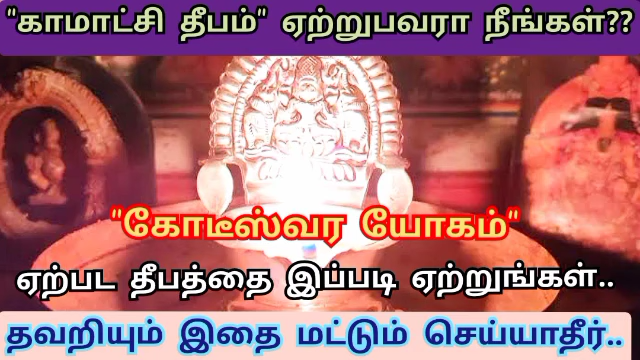 "காமாட்சி தீபம்" ஏற்றுபவரா நீங்கள்??
"கோடீஸ்வர யோகம்"
ஏற்பட தீபத்தை இப்படி ஏற்றுங்கள்..
தவறியும் இதை மட்டும் செய்யாதீர்..